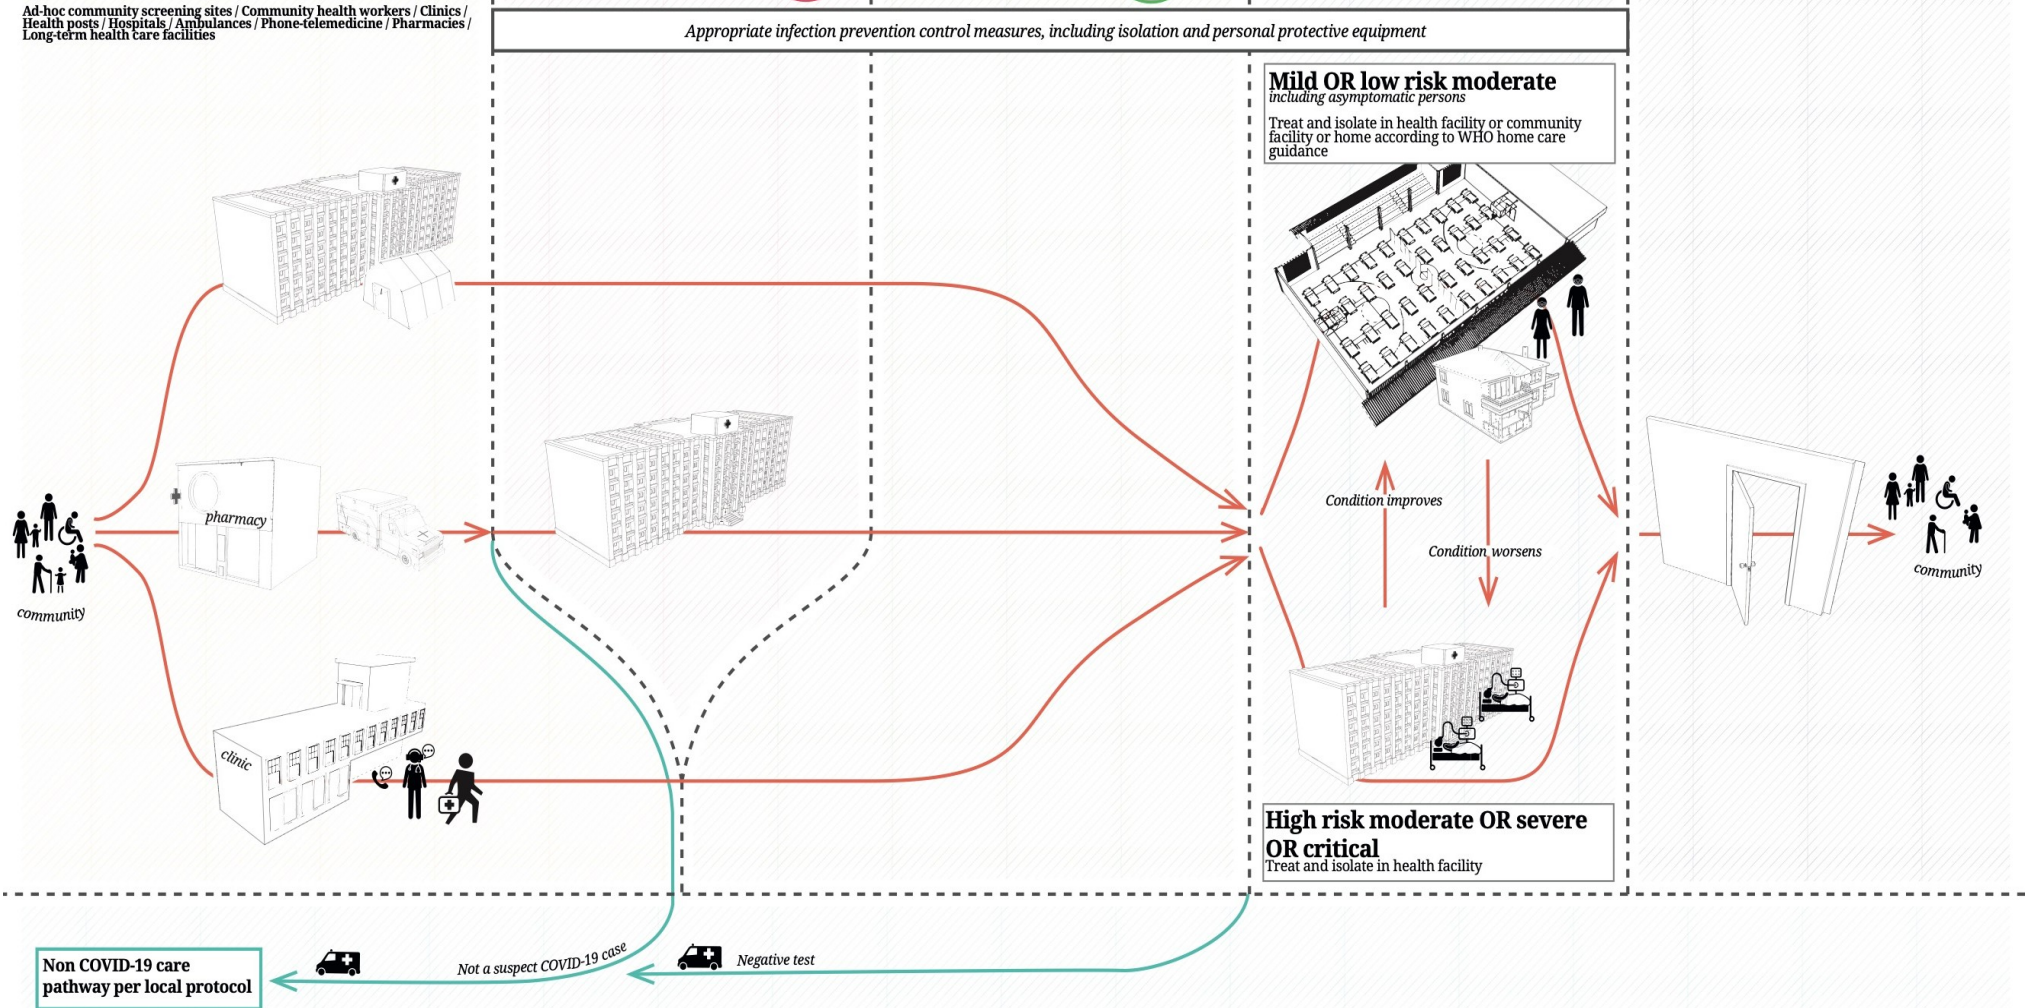 Ad-hoc community screening sites / Community health workers / Clinics /
Health posts / Hospitals / Ambulances / Phone-telemedicine / Pharmacies /
Long-term health care facilities
Appropriate infection prevention control measures, including isolation and personal protective equipment
Mild OR low risk moderate
including asymptomatic persons
Treat and isolate in health facility or community
facility or home according to WHO home care
guidance
pharmacy
Condition improves
Condition worsens
community
community
clinic
High risk moderate OR severe
OR critical
Treat and isolate in health facility
Not a suspect COVID-19 case
Negative test
Non COVID-19 care
pathway per local protocol